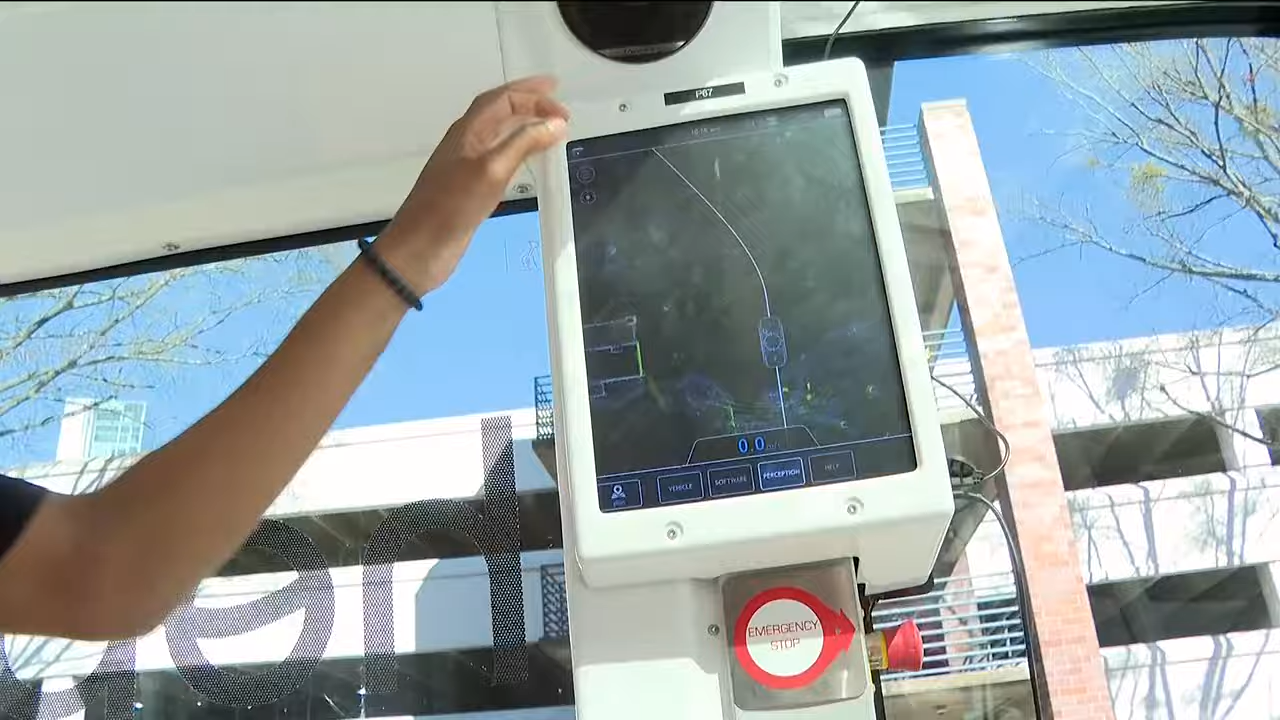 P67
0.0
VEHICLE
SOFTWARE
PERCEPTION
HELP
EMERGENCY
STOP